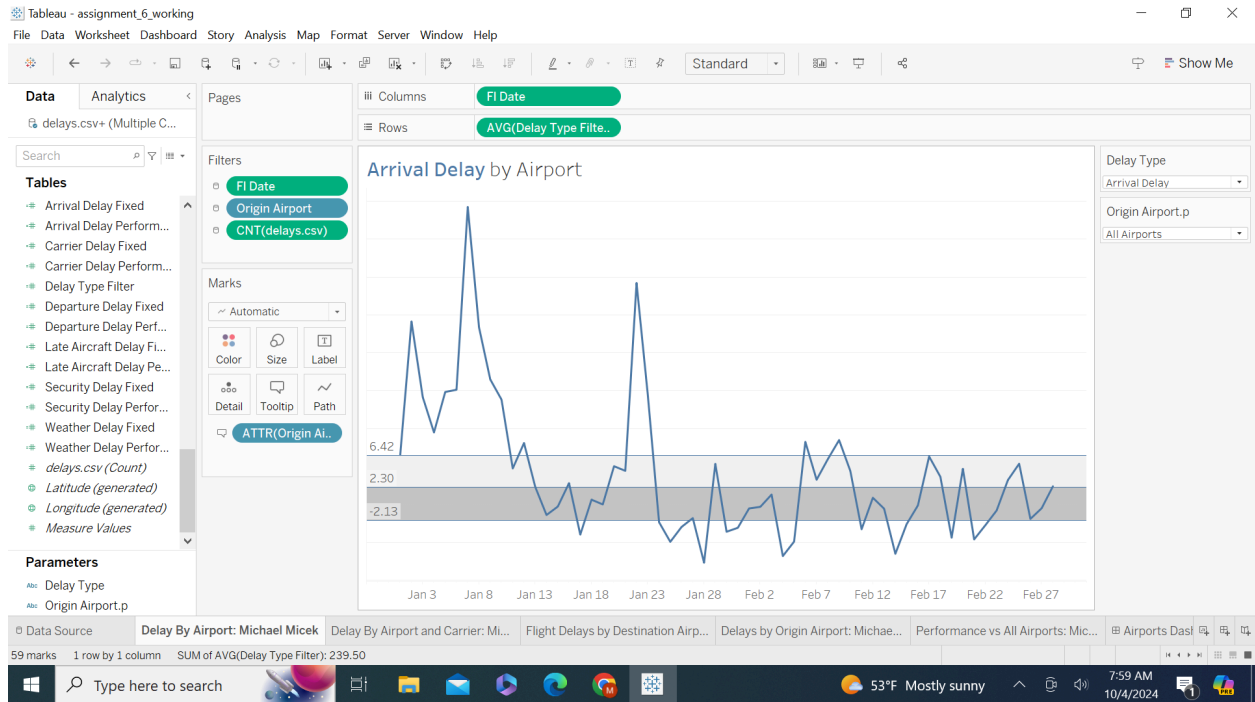 Tableau - assignment_6_working
File Data Worksheet Dashboard Story Analysis Map Format Server Window Help
Standard
Show Me
Data Analytics
delays.csv+ (Multiple C...
Search
Tables
Arrival Delay Fixed
Arrival Delay Perform...
Carrier Delay Fixed
Carrier Delay Perform...
Delay Type Filter
Departure Delay Fixed
Departure Delay Perf...
Late Aircraft Delay Fi...
Late Aircraft Delay Pe...
Security Delay Fixed
Security Delay Perfor...
Weather Delay Fixed
Weather Delay Perfor...
delays.csv (Count)
Latitude (generated)
Longitude (generated)
Measure Values
Parameters
Abc Delay Type
Abc Origin Airport.p
Pages
Filters
Fl Date
Origin Airport
CNT(delays.csv)
Marks
Automatic
Color Size Label
Detail Tooltip Path
ATTR(Origin Ai..
Columns Fl Date
Rows AVG(Delay Type Filte..
Arrival Delay by Airport
6.42
2.30
-2.13
Jan 3 Jan 8 Jan 13 Jan 18 Jan 23 Jan 28 Feb 2 Feb 7 Feb 12 Feb 17 Feb 22 Feb 27
Delay Type
Arrival Delay
Origin Airport.p
All Airports
Data Source Delay By Airport: Michael Micek Delay By Airport and Carrier: Mi... Flight Delays by Destination Airp... Delays by Origin Airport: Michae... Performance vs All Airports: Mic... Airports Dasl
59 marks 1 row by 1 column SUM of AVG(Delay Type Filter): 239.50
Type here to search
M
53°F Mostly sunny
7:59 AM
10/4/2024
1
PRE